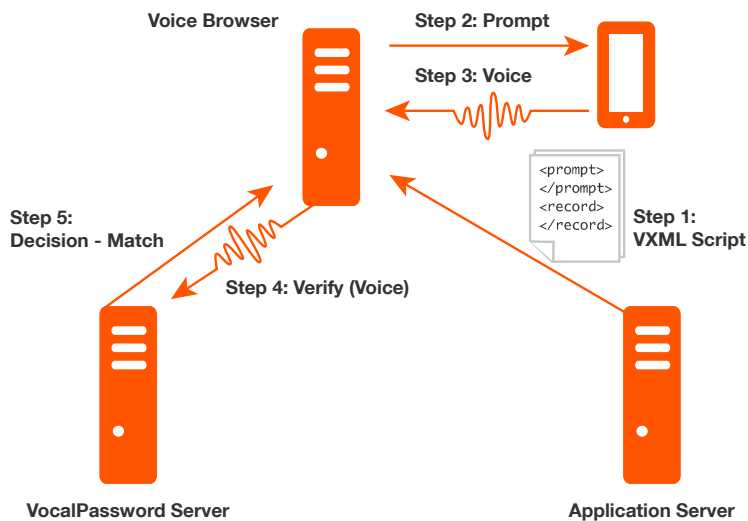 Voice Browser
Step 2: Prompt
Step 3: Voice
<prompt>
</prompt>
<record>
</record>
Step 1:
VXML Script
Step 5:
Decision - Match
Step 4: Verify (Voice)
VocalPassword Server
Application Server